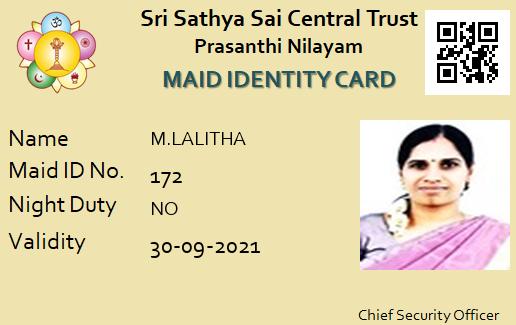 Sri Sathya Sai Central Trust
Prasanthi Nilayam
MAID IDENTITY CARD
Name M.LALITHA
Maid ID No. 172
Night Duty NO
Validity 30-09-2021
Chief Security Officer